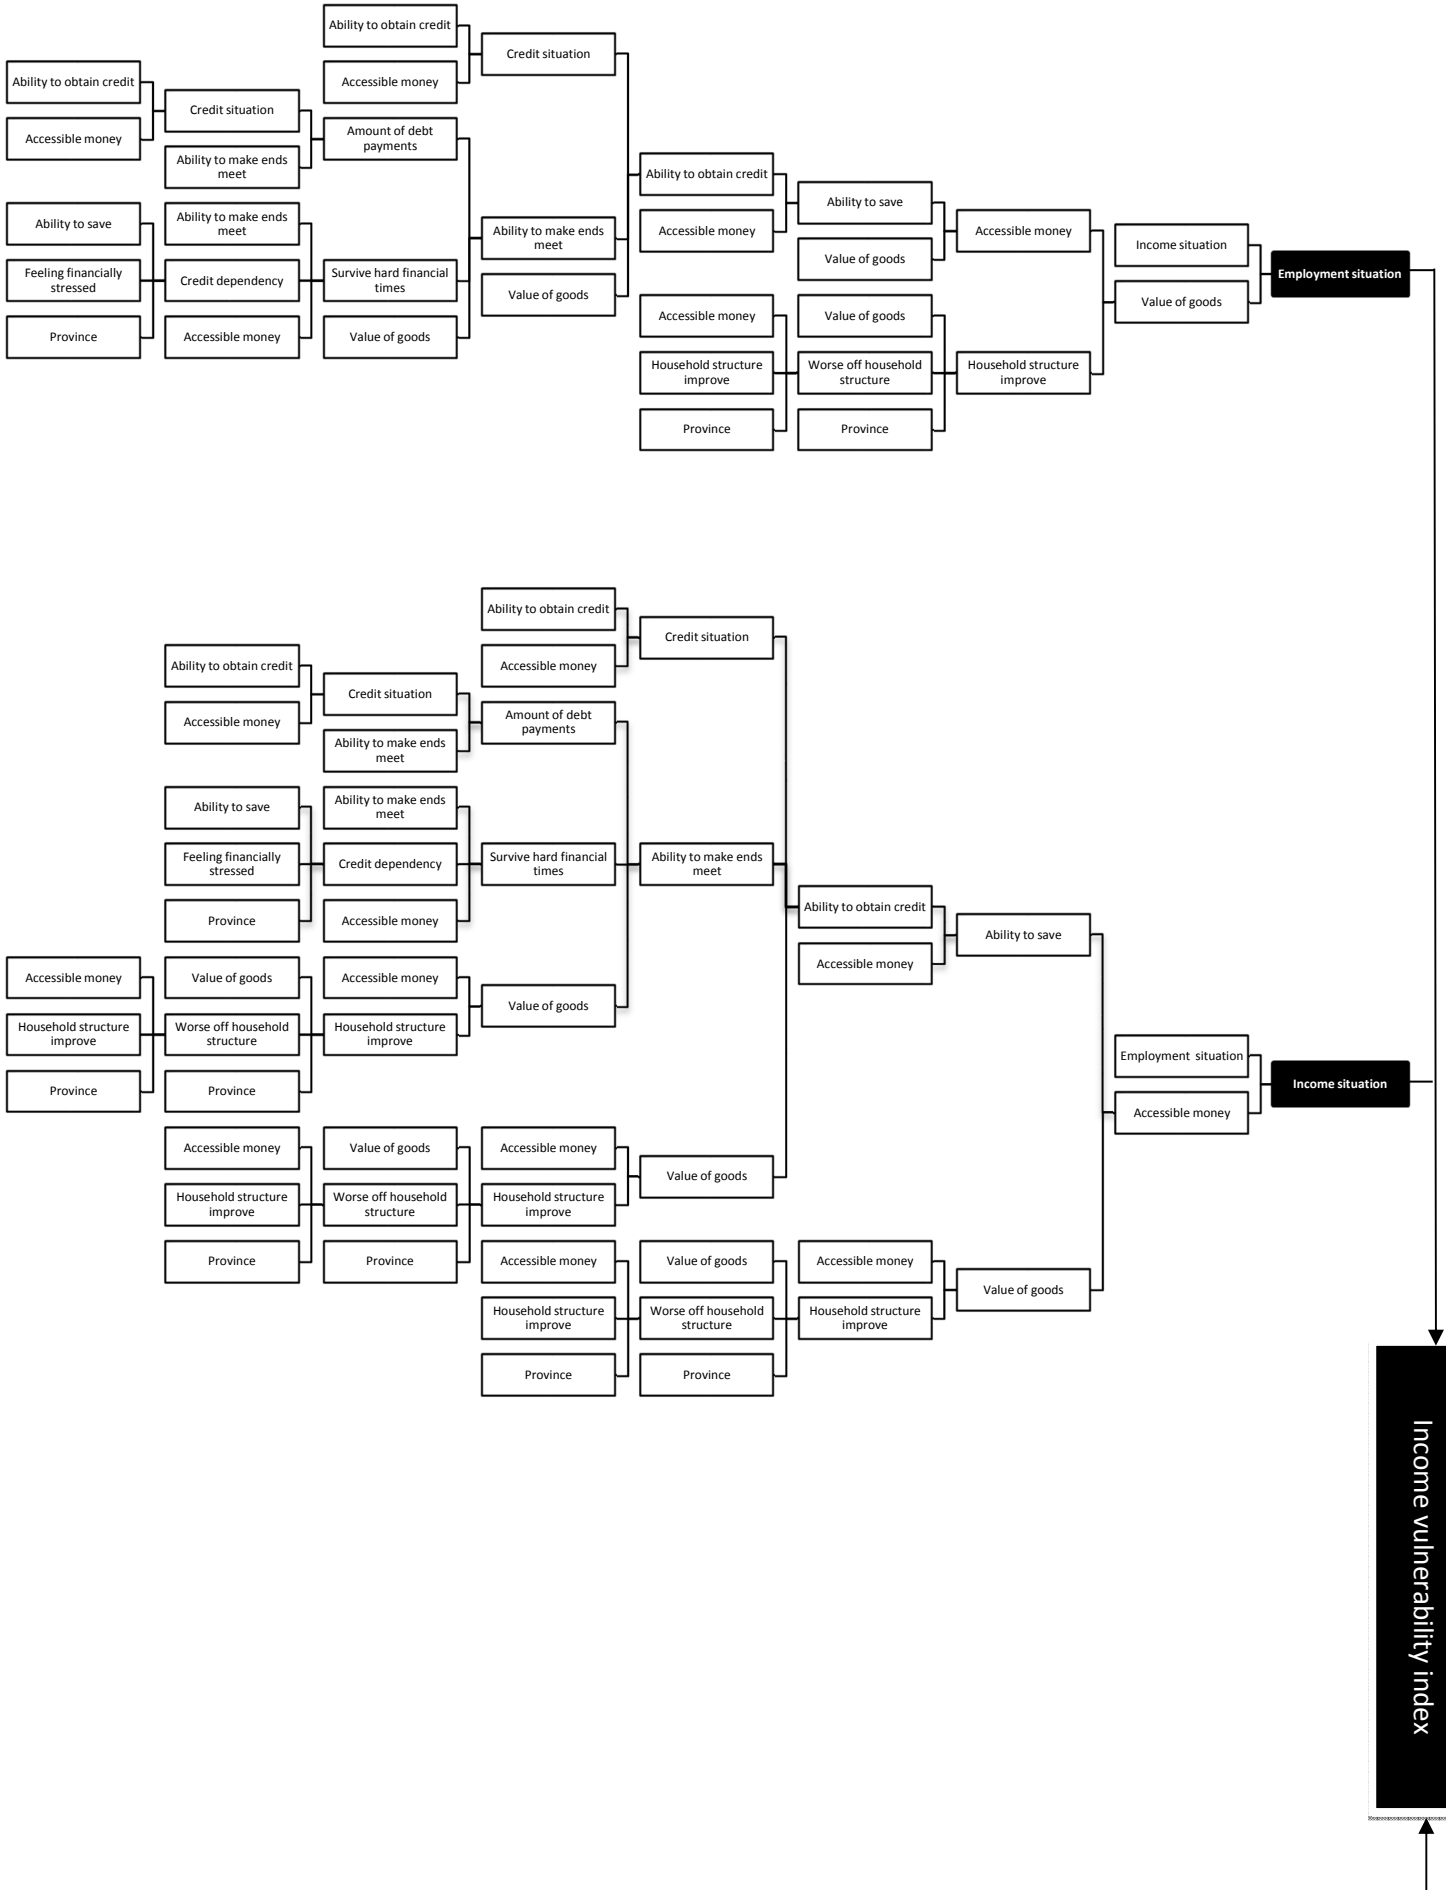 Ability to obtain credit
Credit situation
Ability to obtain credit
Accessible money
Credit situation
Accessible money
Amount of debt
payments
Ability to make ends
meet
Ability to obtain credit
Ability to save
Ability to save
Ability to make ends
meet
Accessible money
Accessible money
Ability to make ends
meet
Income situation
Value of goods
Feeling financially
stressed
Credit dependency
Survive hard financial
times
Employment situation
Value of goods
Value of goods
Accessible money
Value of goods
Province
Accessible money
Value of goods
Household structure
improve
Worse off household
structure
Household structure
improve
Province
Province
Ability to obtain credit
Credit situation
Ability to obtain credit
Accessible money
Credit situation
Accessible money
Amount of debt
payments
Ability to make ends
meet
Ability to save
Ability to make ends
meet
Feeling financially
stressed
Credit dependency
Survive hard financial
times
Ability to make ends
meet
Ability to obtain credit
Province
Accessible money
Ability to save
Accessible money
Accessible money
Value of goods
Accessible money
Value of goods
Household structure
improve
Worse off household
structure
Household structure
improve
Employment situation
Income situation
Province
Province
Accessible money
Accessible money
Value of goods
Accessible money
Value of goods
Household structure
improve
Worse off household
structure
Household structure
improve
Province
Province
Accessible money
Value of goods
Accessible money
Value of goods
Household structure
improve
Worse off household
structure
Household structure
improve
Province
Province
Income vulnerability index